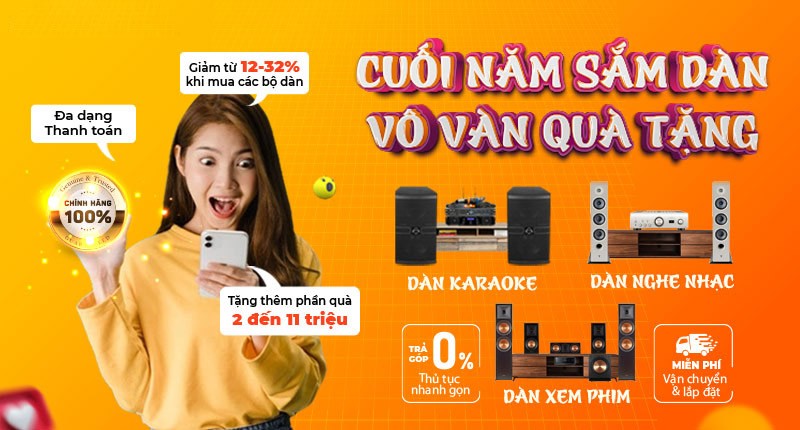 Giảm từ 12-32%
khi mua các bộ dàn
Đa dạng
Thanh toán
Genuine & Trusted
CHÍNH HÃNG
100%
Tặng thêm phần quà
2 đến 11 triệu
CUỐI NĂM SẮM DÀN
VÔ VÀN QUÀ TẶNG
DÀN KARAOKE
DÀN NGHE NHẠC
TRẢ GÓP 0%
Thủ tục
nhanh gọn
DÀN XEM PHIM
MIỄN PHÍ
Vận chuyển
& lắp đặt